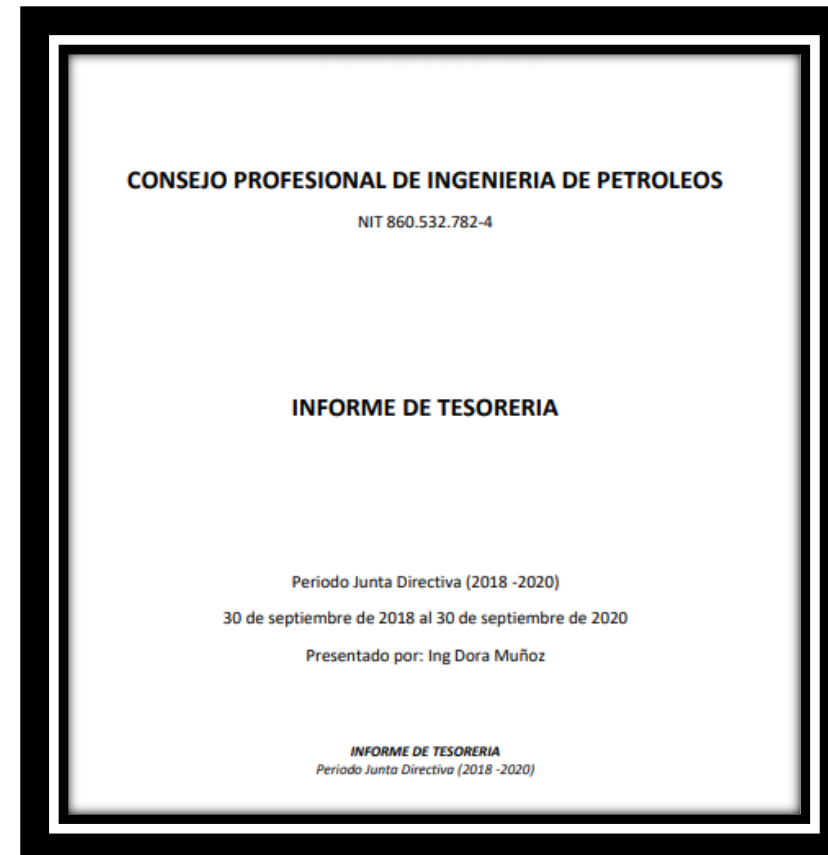 CONSEJO PROFESIONAL DE INGENIERIA DE PETROLEOS
NIT 860.532.782-4
INFORME DE TESORERIA
Periodo Junta Directiva (2018 -2020)
30 de septiembre de 2018 al 30 de septiembre de 2020
Presentado por: Ing Dora Muñoz
INFORME DE TESORERIA
Periodo Junta Directiva (2018 -2020)